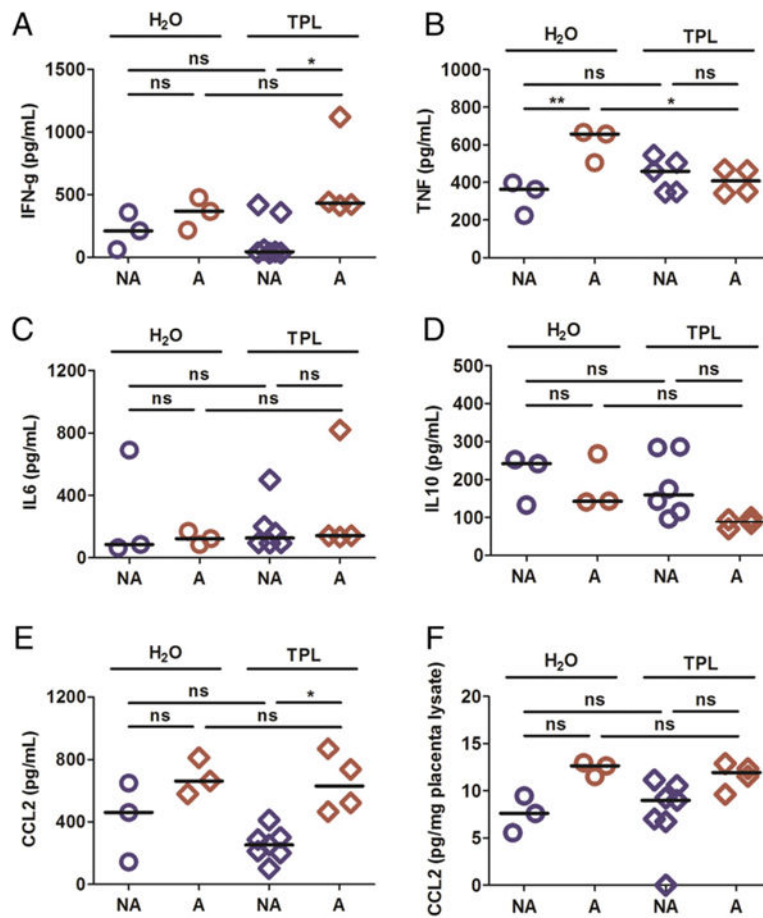 A
H2O TPL
ns *
ns ns
IFN-g (pg/mL)
1500
1000
500
0
NA A NA A
B
H2O TPL
ns ns
** *
TNF (pg/mL)
1000
800
600
400
200
0
NA A NA A
C
H2O TPL
ns ns
ns ns
IL6 (pg/mL)
1200
800
400
0
NA A NA A
D
H2O TPL
ns ns
ns ns
IL10 (pg/mL)
500
400
300
200
100
0
NA A NA A
E
H2O TPL
ns *
ns ns
CCL2 (pg/mL)
1200
800
400
0
NA A NA A
F
H2O TPL
ns ns
ns ns
CCL2 (pg/mg placenta lysate)
20
15
10
5
0
NA A NA A